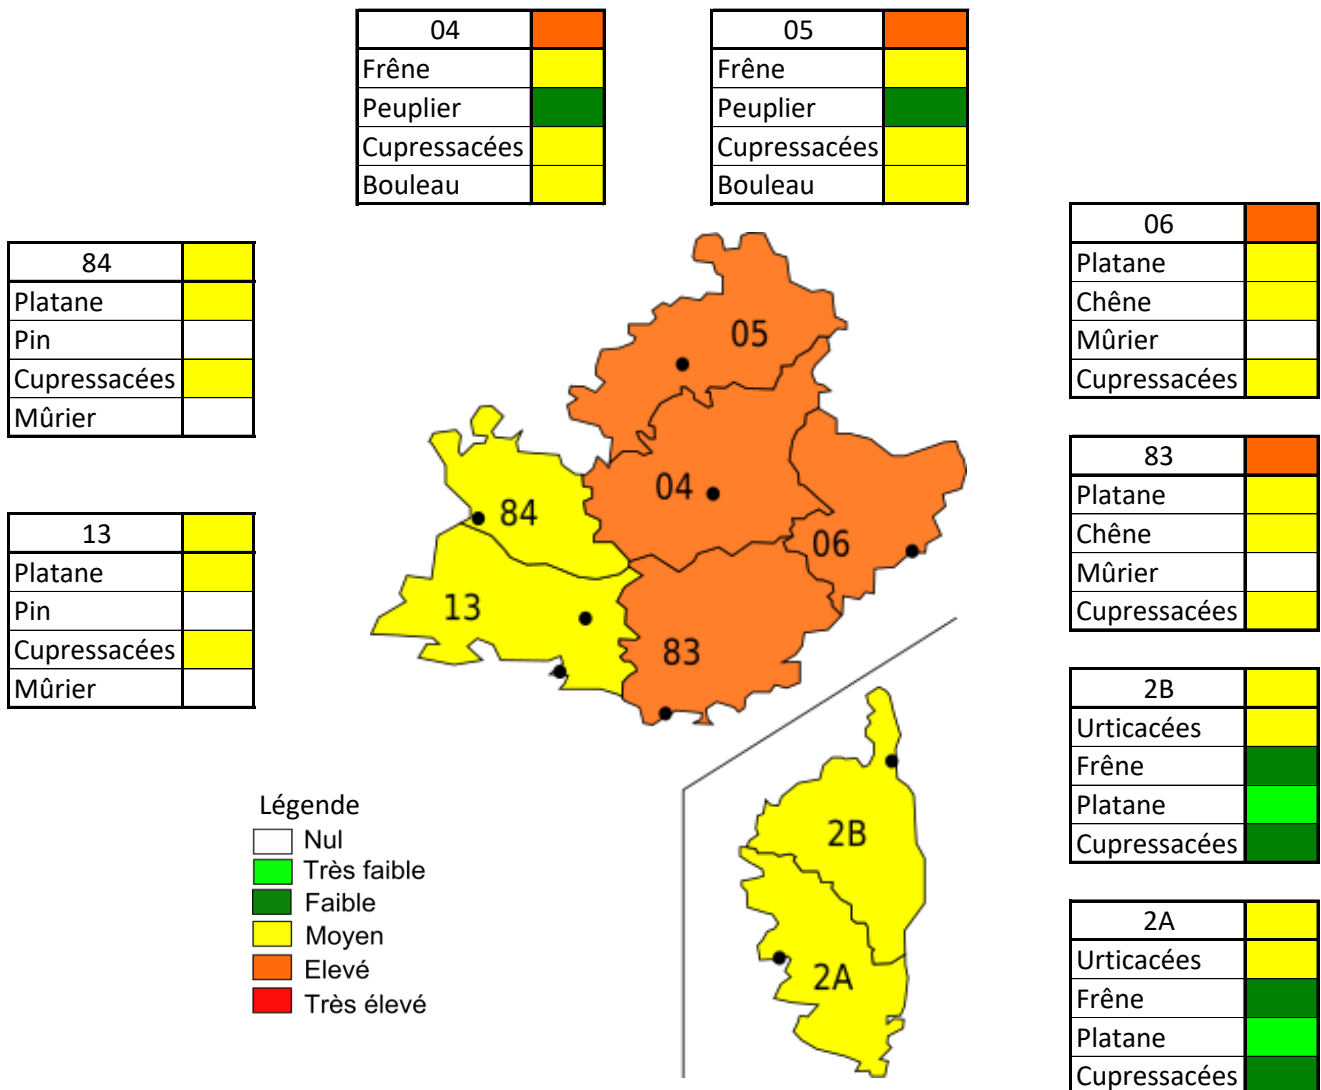 04
Frêne
Peuplier
Cupressacées
Bouleau
05
Frêne
Peuplier
Cupressacées
Bouleau
84
Platane
Pin
Cupressacées
Mûrier
13
Platane
Pin
Cupressacées
Mûrier
06
Platane
Chêne
Mûrier
Cupressacées
83
Platane
Chêne
Mûrier
Cupressacées
2B
Urticacées
Frêne
Platane
Cupressacées
2A
Urticacées
Frêne
Platane
Cupressacées
05
04
84
06
13
83
2B
2A
Légende
Nul
Très faible
Faible
Moyen
Elevé
Très élevé